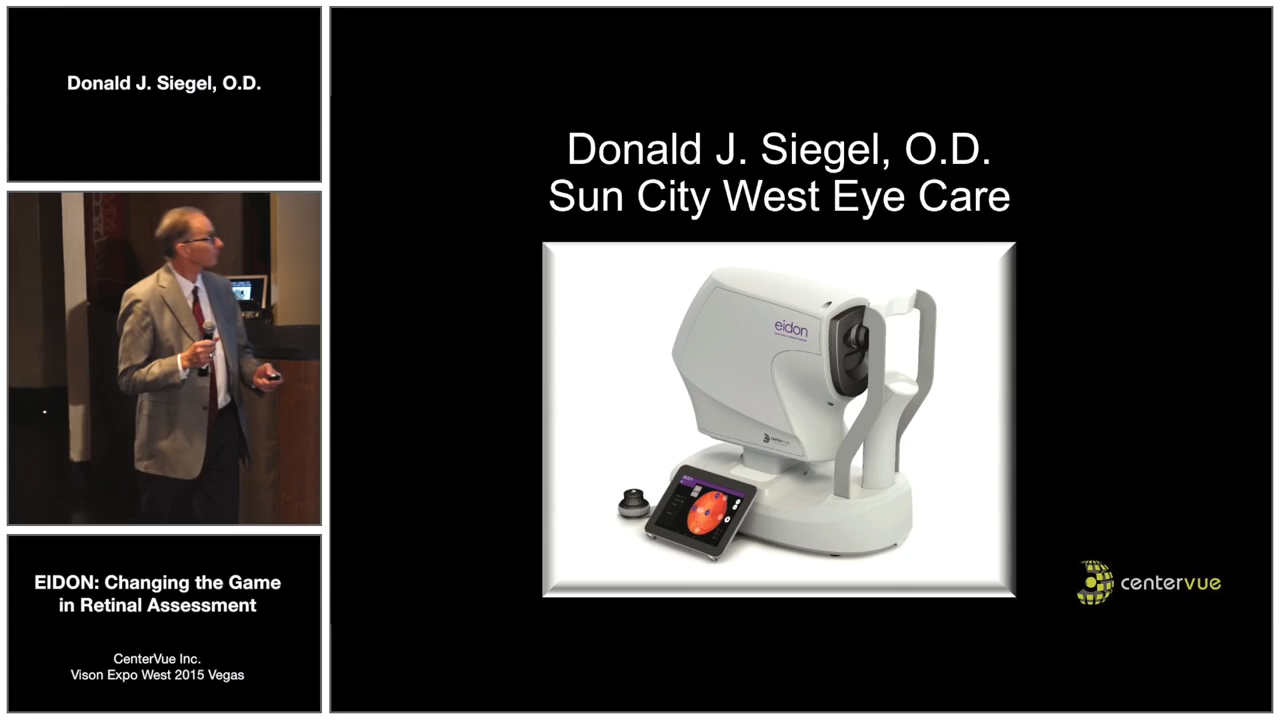 Donald J. Siegel, O.D.
EIDON: Changing the Game
in Retinal Assessment
CenterVue Inc.
Vison Expo West 2015 Vegas
Donald J. Siegel, O.D.
Sun City West Eye Care
eidon
centervue
centervue